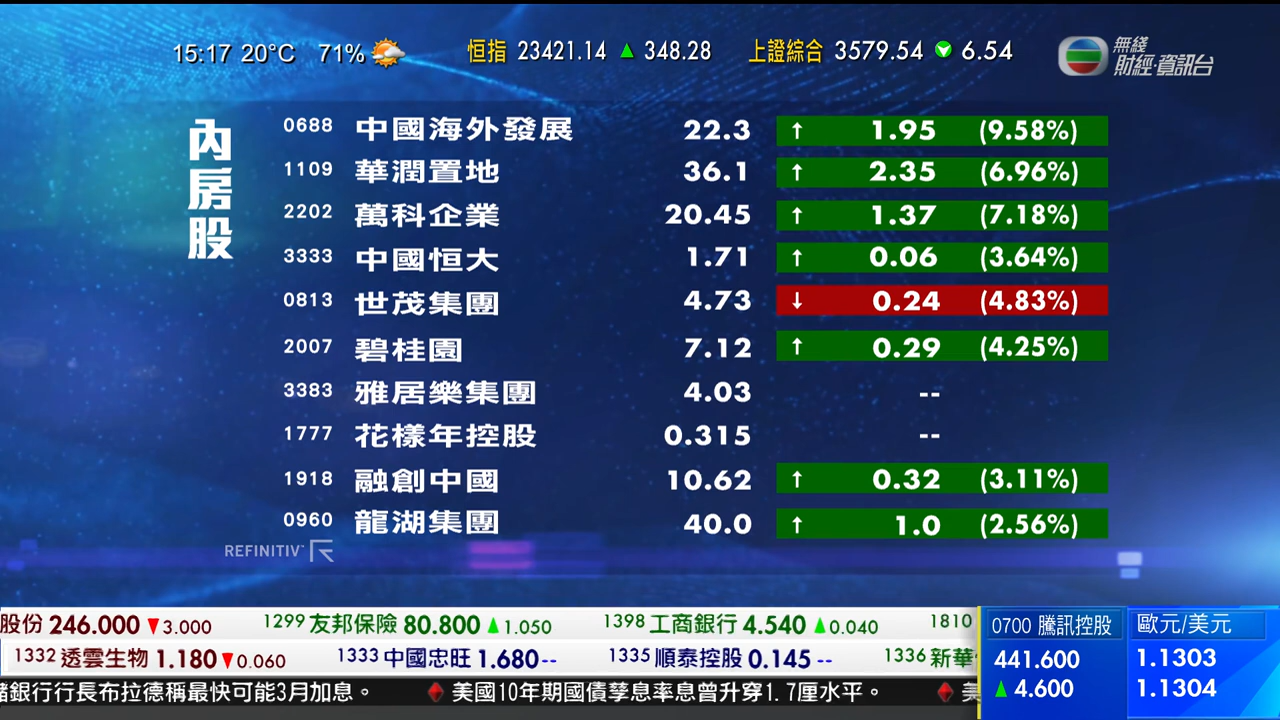 15:17 20°C 71% 恒指 23421.14 ▲ 348.28 上證綜合 3579.54 ▼ 6.54
無綫
財經·資訊台
內房股
0688 中國海外發展 22.3 ↑ 1.95 (9.58%)
1109 華潤置地 36.1 ↑ 2.35 (6.96%)
2202 萬科企業 20.45 ↑ 1.37 (7.18%)
3333 中國恒大 1.71 ↑ 0.06 (3.64%)
0813 世茂集團 4.73 ↓ 0.24 (4.83%)
2007 碧桂園 7.12 ↑ 0.29 (4.25%)
3383 雅居樂集團 4.03 --
1777 花樣年控股 0.315 --
1918 融創中國 10.62 ↑ 0.32 (3.11%)
0960 龍湖集團 40.0 ↑ 1.0 (2.56%)
REFINITIV
股份 246.000 ▼3.000 1299 友邦保險 80.800 ▲1.050 1398 工商銀行 4.540 ▲0.040 1810
1332 透雲生物 1.180 ▼0.060 1333 中國忠旺 1.680 -- 1335 順泰控股 0.145 -- 1336 新華
儲銀行行長布拉德稱最快可能3月加息。 ♦ 美國10年期國債孳息率息曾升穿1.7厘水平。 ♦ 美
0700 騰訊控股
441.600
▲ 4.600
歐元/美元
1.1303
1.1304